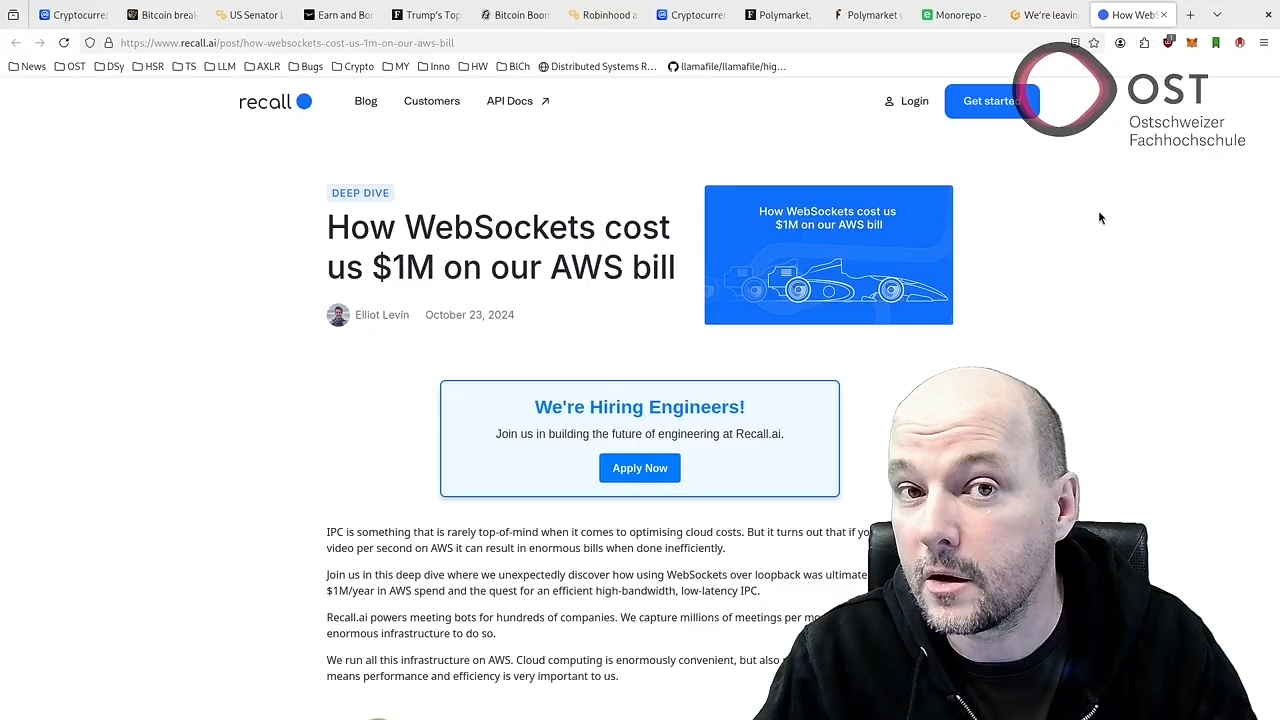 Cryptocurren
Bitcoin break
US Senator L
Earn and Bor
Trump's Top
Bitcoin Boon
Robinhood a
Cryptocurren
Polymarket,
Polymarket u
Monorepo -
We're leavin
How WebS
https://www.recall.ai/post/how-websockets-cost-us-1m-on-our-aws-bill
News
OST
DSy
HSR
TS
LLM
AXLR
Bugs
Crypto
MY
Inno
HW
BlCh
Distributed Systems R...
llamafile/llamafile/hig...
recall
Blog
Customers
API Docs
Login
Get started
OST
Ostschweizer
Fachhochschule
DEEP DIVE
How WebSockets cost
us $1M on our AWS bill
Elliot Levin
October 23, 2024
How WebSockets cost us
$1M on our AWS bill
We're Hiring Engineers!
Join us in building the future of engineering at Recall.ai.
Apply Now
IPC is something that is rarely top-of-mind when it comes to optimising cloud costs. But it turns out that if yo
video per second on AWS it can result in enormous bills when done inefficiently.
Join us in this deep dive where we unexpectedly discover how using WebSockets over loopback was ultimate
$1M/year in AWS spend and the quest for an efficient high-bandwidth, low-latency IPC.
Recall.ai powers meeting bots for hundreds of companies. We capture millions of meetings per mo
enormous infrastructure to do so.
We run all this infrastructure on AWS. Cloud computing is enormously convenient, but also
means performance and efficiency is very important to us.